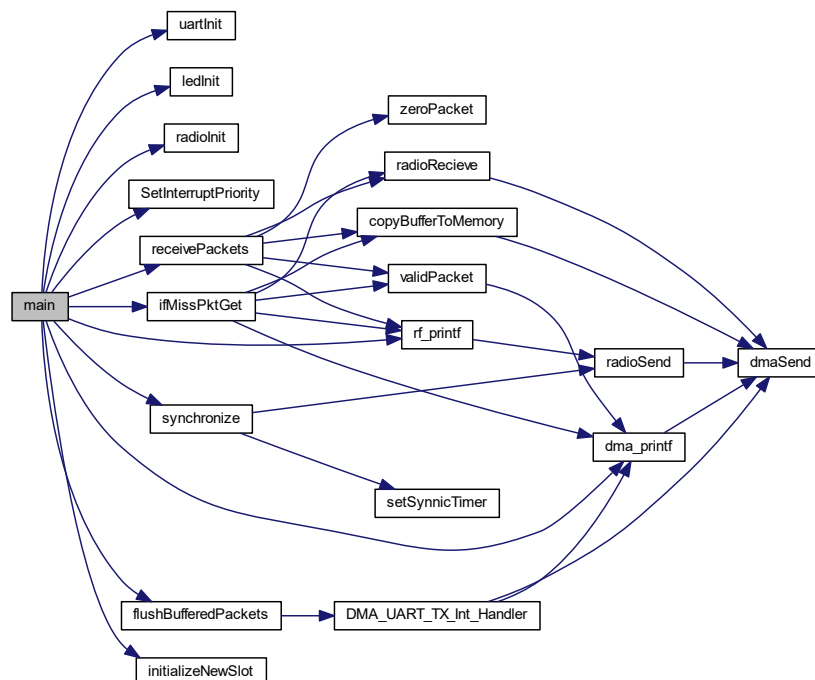 uartInit
ledInit
zeroPacket
radioInit
radioRecieve
SetInterruptPriority
copyBufferToMemory
receivePackets
validPacket
main
ifMissPktGet
rf_printf
radioSend
dmaSend
synchronize
dma_printf
setSynnicTimer
flushBufferedPackets
DMA_UART_TX_Int_Handler
initializeNewSlot